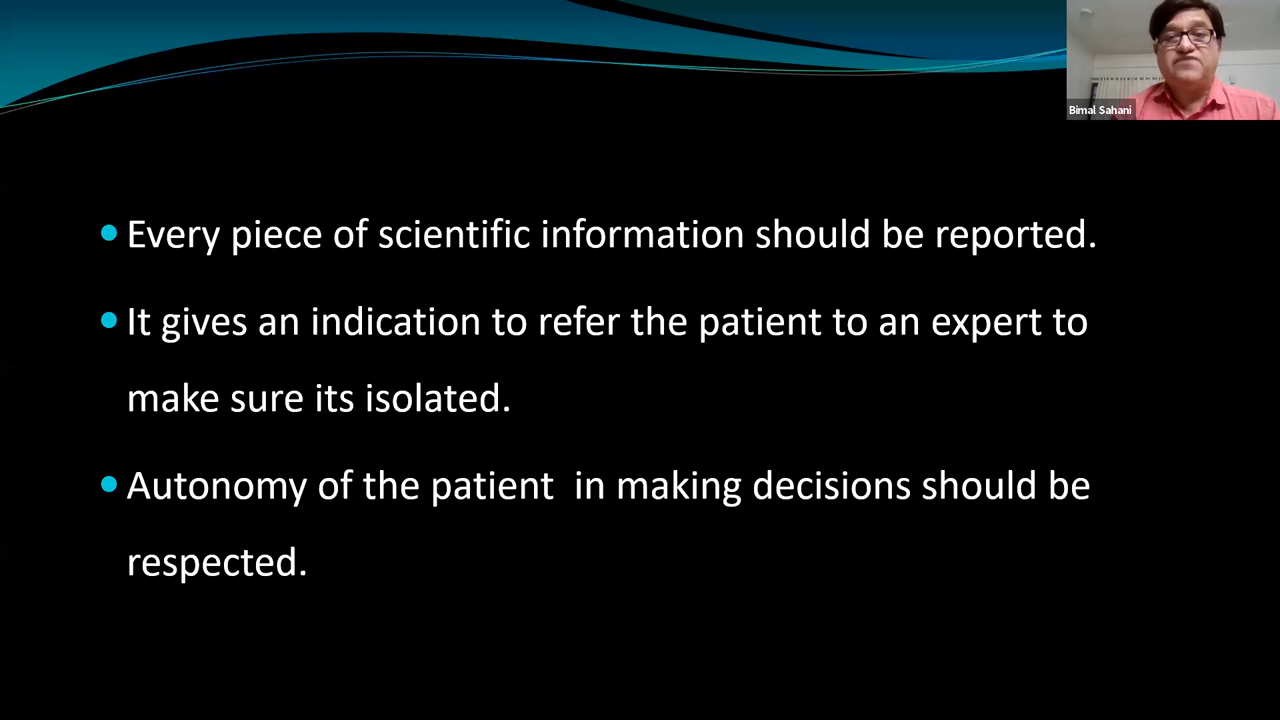 Bimal Sahani
• Every piece of scientific information should be reported.
• It gives an indication to refer the patient to an expert to
make sure its isolated.
• Autonomy of the patient  in making decisions should be
respected.